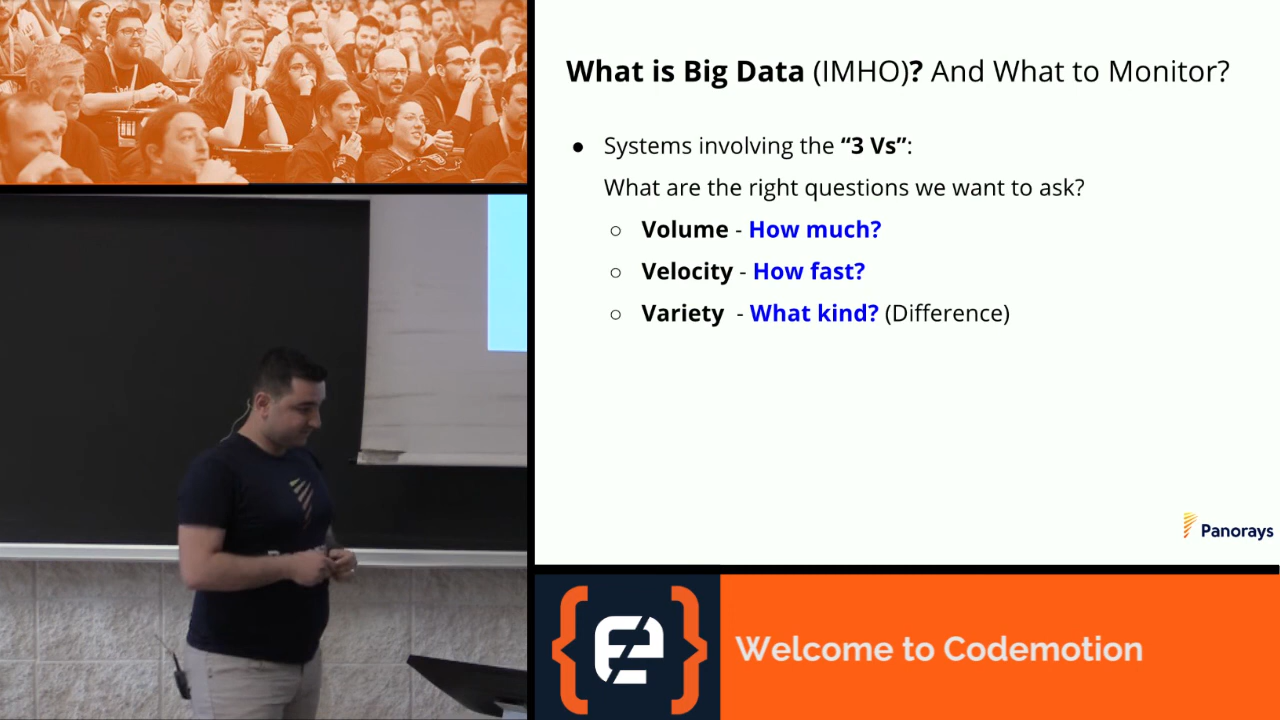 What is Big Data (IMHO)? And What to Monitor?
● Systems involving the “3 Vs”:
What are the right questions we want to ask?
○ Volume - How much?
○ Velocity - How fast?
○ Variety - What kind? (Difference)
Panorays
Welcome to Codemotion